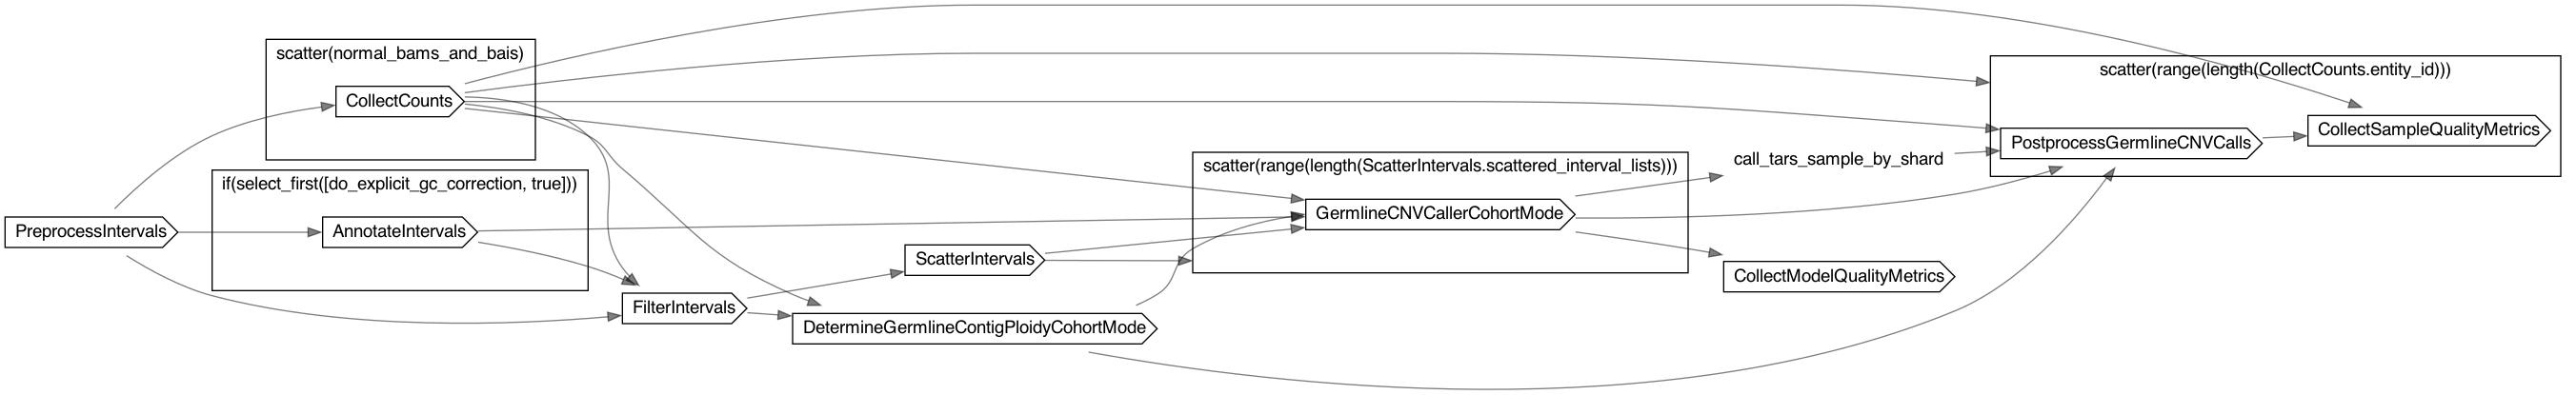 scatter(normal_bams_and_bais)
CollectCounts
if(select_first([do_explicit_gc_correction, true]))
PreprocessIntervals
AnnotateIntervals
FilterIntervals
ScatterIntervals
DetermineGermlineContigPloidyCohortMode
scatter(range(length(ScatterIntervals.scattered_interval_lists)))
GermlineCNVCallerCohortMode
call_tars_sample_by_shard
CollectModelQualityMetrics
scatter(range(length(CollectCounts.entity_id)))
PostprocessGermlineCNVCalls
CollectSampleQualityMetrics